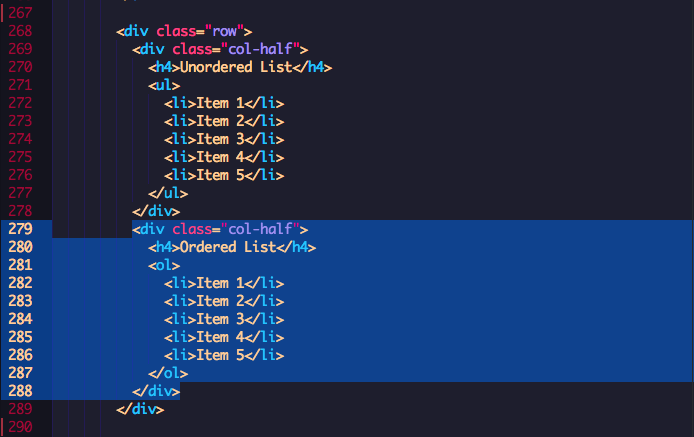 267
268 <div class="row">
269 <div class="col-half">
270 <h4>Unordered List</h4>
271 <ul>
272 <li>Item 1</li>
273 <li>Item 2</li>
274 <li>Item 3</li>
275 <li>Item 4</li>
276 <li>Item 5</li>
277 </ul>
278 </div>
279 <div class="col-half">
280 <h4>Ordered List</h4>
281 <ol>
282 <li>Item 1</li>
283 <li>Item 2</li>
284 <li>Item 3</li>
285 <li>Item 4</li>
286 <li>Item 5</li>
287 </ol>
288 </div>
289 </div>
290